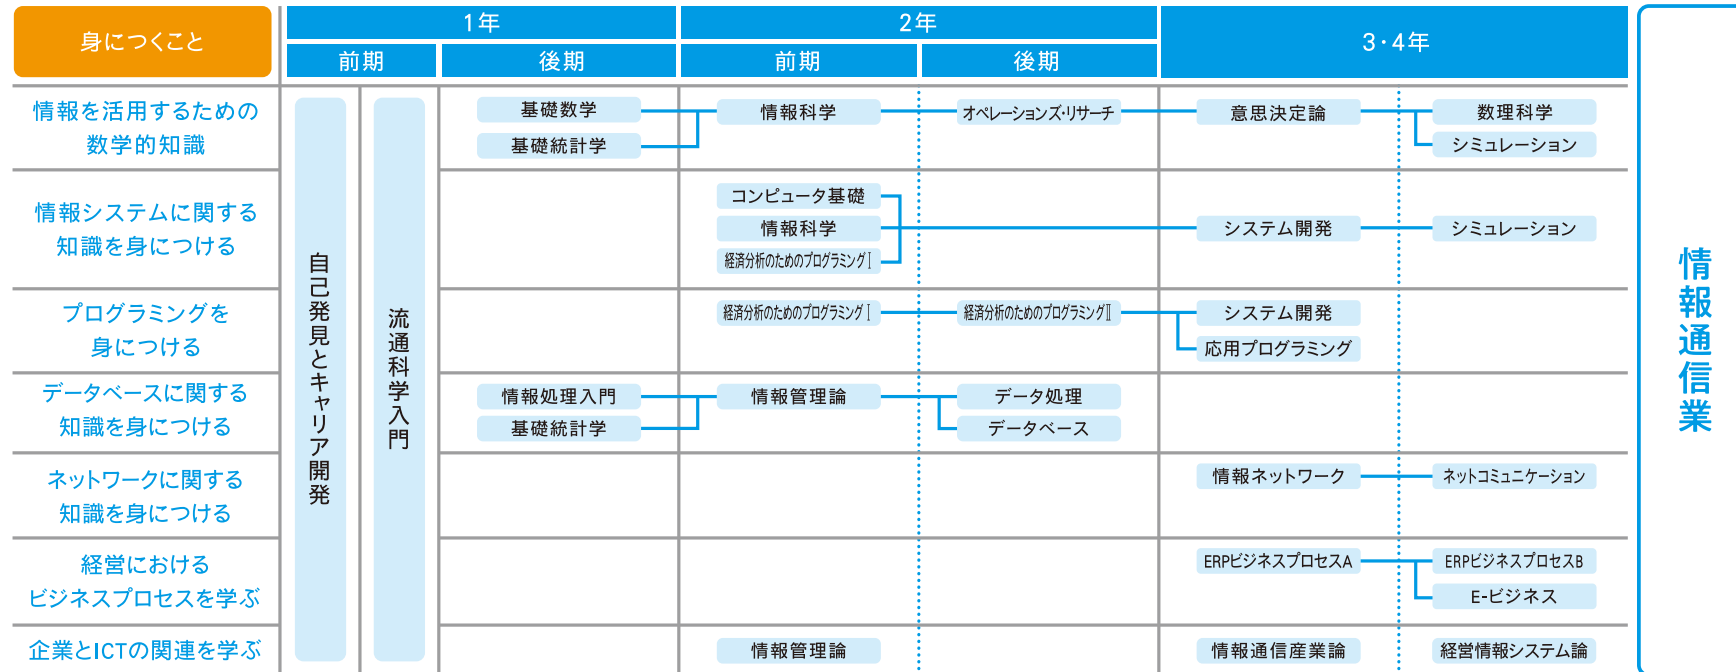 身につくこと
1年
2年
3・4年
前期
後期
前期
後期
情報を活用するための
数学的知識
自己発見とキャリア開発
流通科学入門
基礎数学
基礎統計学
情報科学
オペレーションズ・リサーチ
意思決定論
数理科学
シミュレーション
情報システムに関する
知識を身につける
コンピュータ基礎
情報科学
経済分析のためのプログラミングⅠ
システム開発
シミュレーション
プログラミングを
身につける
経済分析のためのプログラミングⅠ
経済分析のためのプログラミングⅡ
システム開発
応用プログラミング
データベースに関する
知識を身につける
情報処理入門
基礎統計学
情報管理論
データ処理
データベース
ネットワークに関する
知識を身につける
情報ネットワーク
ネットコミュニケーション
経営における
ビジネスプロセスを学ぶ
ERPビジネスプロセスA
ERPビジネスプロセスB
E-ビジネス
企業とICTの関連を学ぶ
情報管理論
情報通信産業論
経営情報システム論
情報通信業